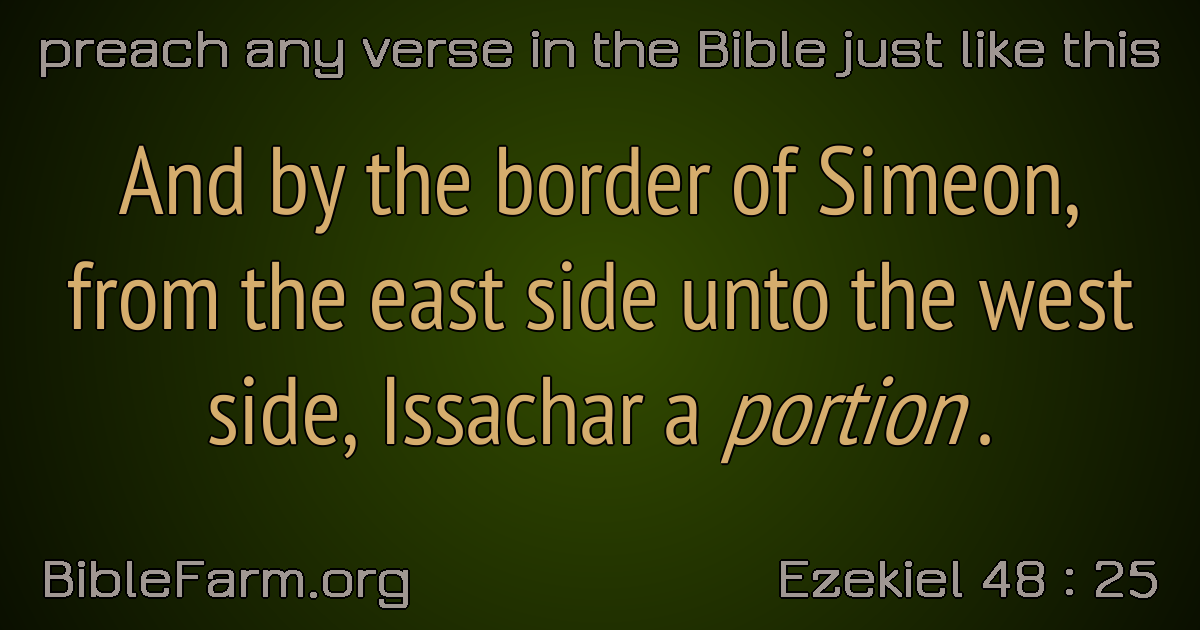 preach any verse in the Bible just like this
And by the border of Simeon,
from the east side unto the west
side, Issachar a portion .
BibleFarm.org
Ezekiel 48 : 25